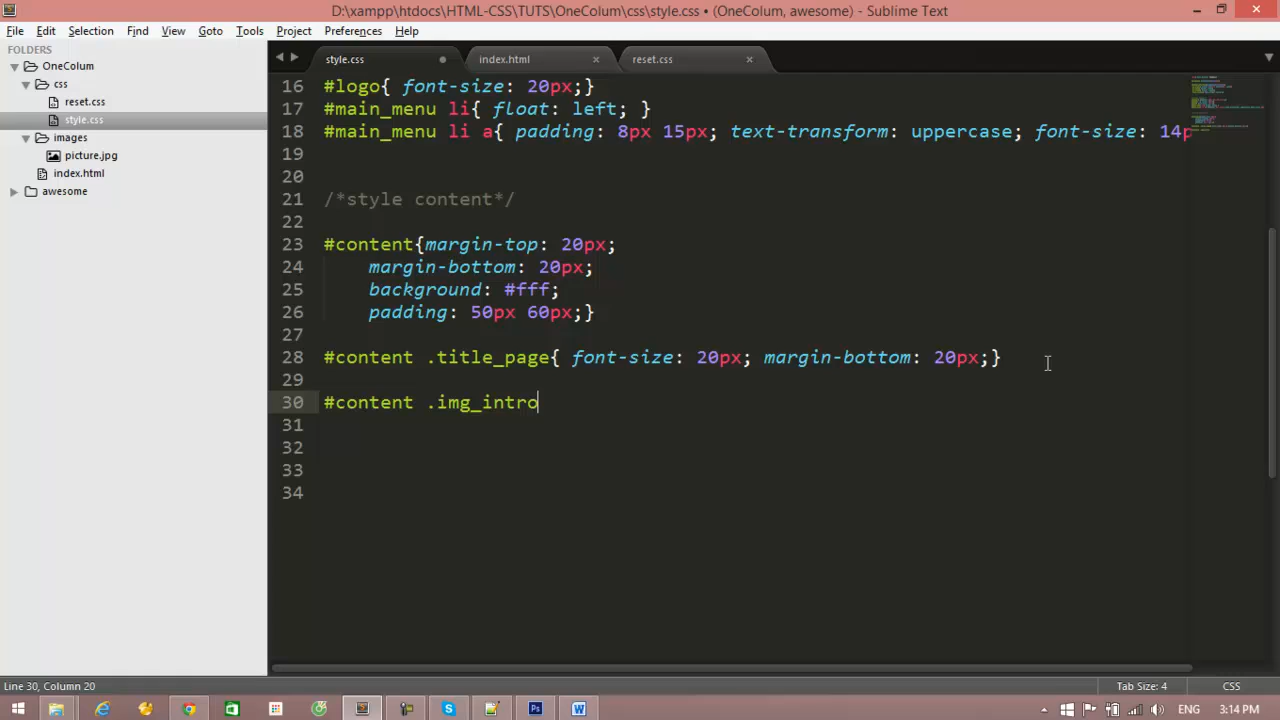 D:\xampp\htdocs\HTML-CSS\TUTS\OneColum\css\style.css • (OneColum, awesome) - Sublime Text
File Edit Selection Find View Goto Tools Project Preferences Help
FOLDERS
OneColum
css
reset.css
style.css
images
picture.jpg
index.html
awesome
style.css index.html reset.css
16 #logo{ font-size: 20px;}
17 #main_menu li{ float: left; }
18 #main_menu li a{ padding: 8px 15px; text-transform: uppercase; font-size: 14p
19
20
21 /*style content*/
22
23 #content{margin-top: 20px;
24 margin-bottom: 20px;
25 background: #fff;
26 padding: 50px 60px;}
27
28 #content .title_page{ font-size: 20px; margin-bottom: 20px;}
29
30 #content .img_intro
31
32
33
34
Line 30, Column 20 Tab Size: 4 CSS
ENG 3:14 PM